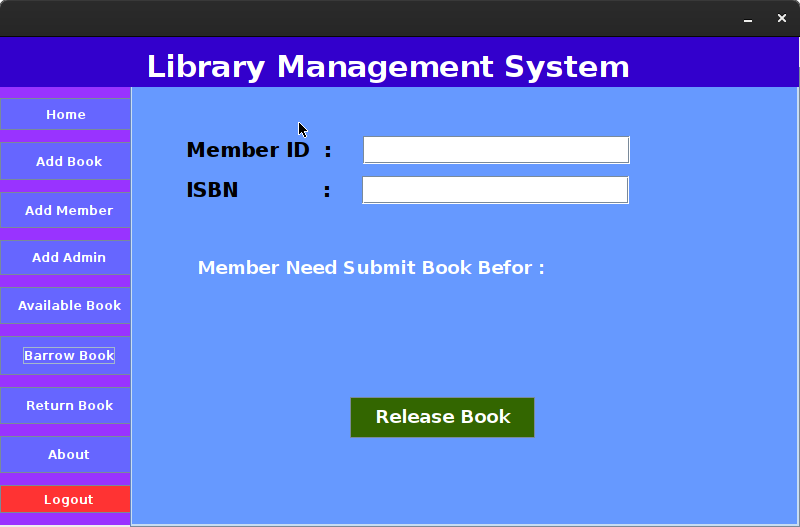 Library Management System
Home
Add Book
Add Member
Add Admin
Available Book
Barrow Book
Return Book
About
Logout
Member ID :
ISBN :
Member Need Submit Book Befor :
Release Book